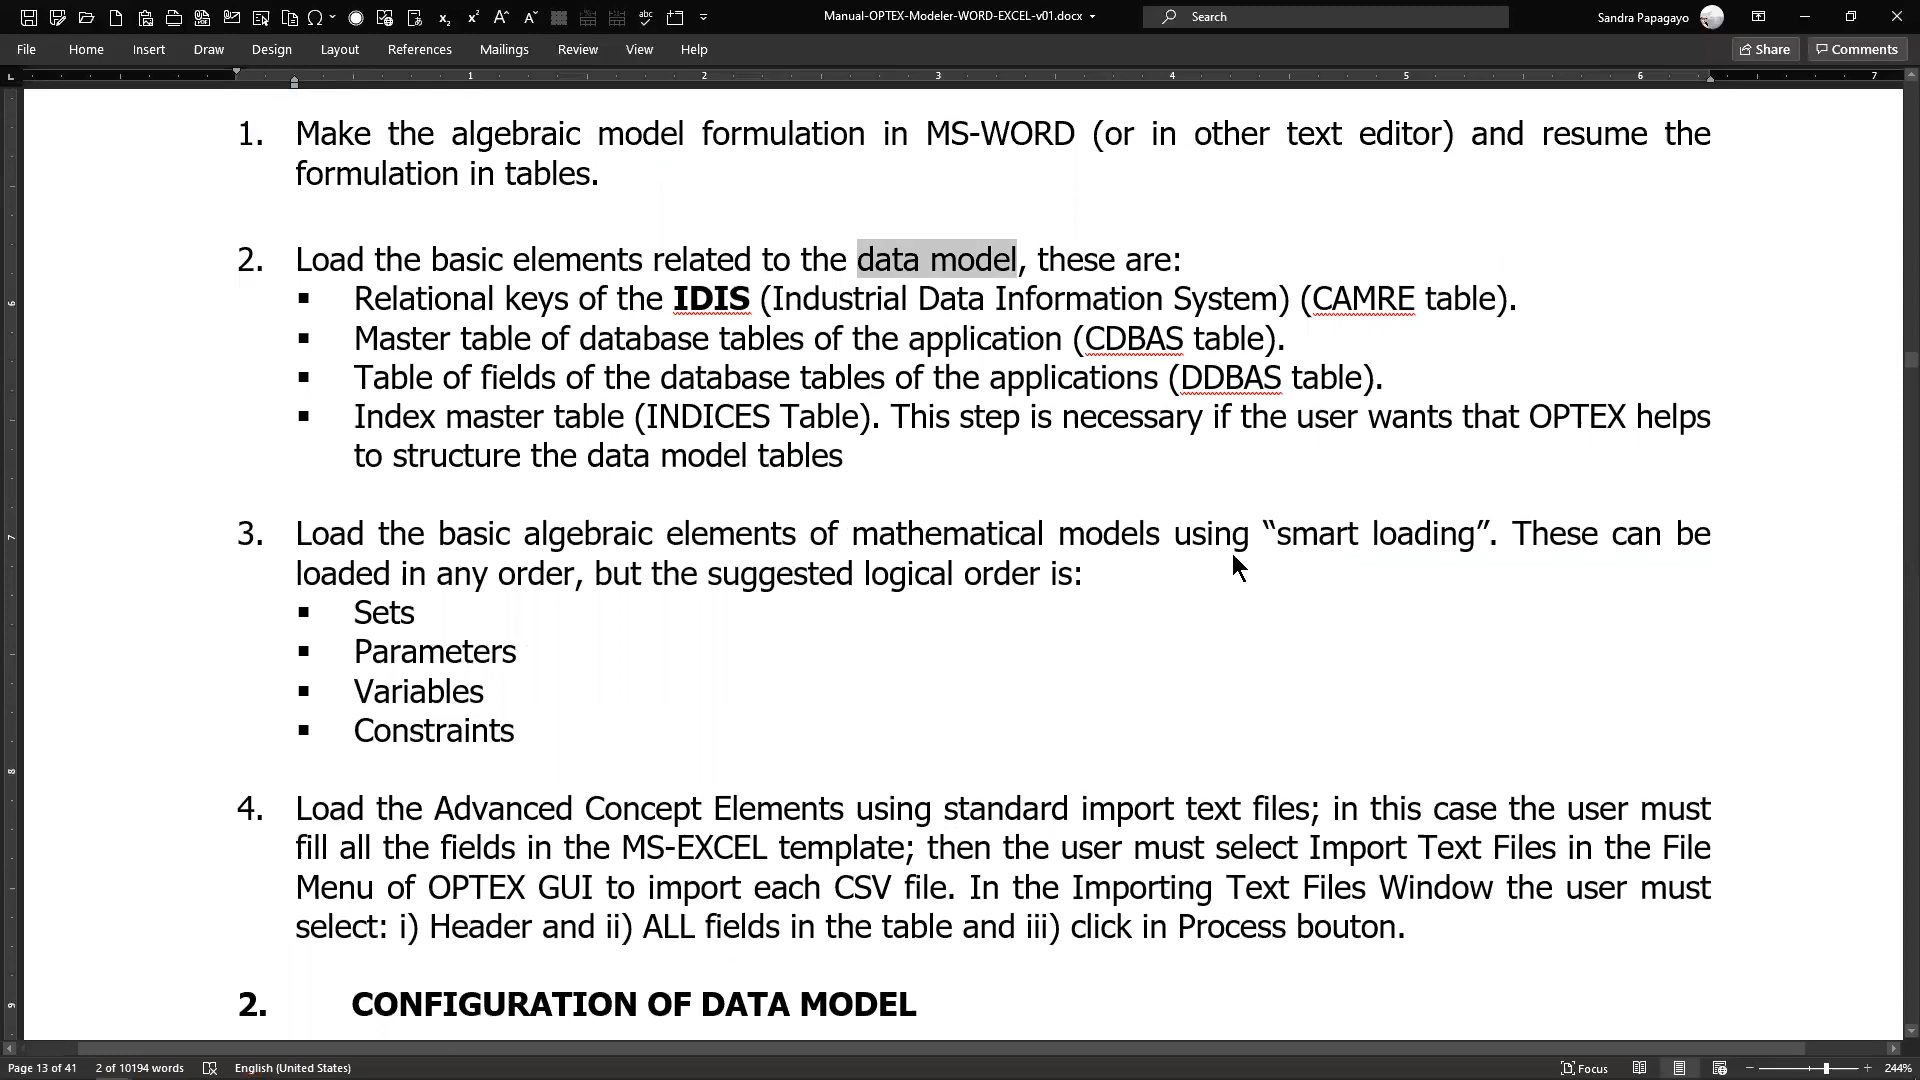 Manual-OPTEX-Modeler-WORD-EXCEL-v01.docx
Search
Sandra Papagayo
File Home Insert Draw Design Layout References Mailings Review View Help
Share Comments
1 2 3 4 5 6 7
1. Make the algebraic model formulation in MS-WORD (or in other text editor) and resume the
formulation in tables.
2. Load the basic elements related to the data model, these are:
▪ Relational keys of the IDIS (Industrial Data Information System) (CAMRE table).
▪ Master table of database tables of the application (CDBAS table).
▪ Table of fields of the database tables of the applications (DDBAS table).
▪ Index master table (INDICES Table). This step is necessary if the user wants that OPTEX helps
to structure the data model tables
3. Load the basic algebraic elements of mathematical models using “smart loading”. These can be
loaded in any order, but the suggested logical order is:
▪ Sets
▪ Parameters
▪ Variables
▪ Constraints
4. Load the Advanced Concept Elements using standard import text files; in this case the user must
fill all the fields in the MS-EXCEL template; then the user must select Import Text Files in the File
Menu of OPTEX GUI to import each CSV file. In the Importing Text Files Window the user must
select: i) Header and ii) ALL fields in the table and iii) click in Process bouton.
2. CONFIGURATION OF DATA MODEL
Page 13 of 41 2 of 10194 words English (United States) Focus 244%